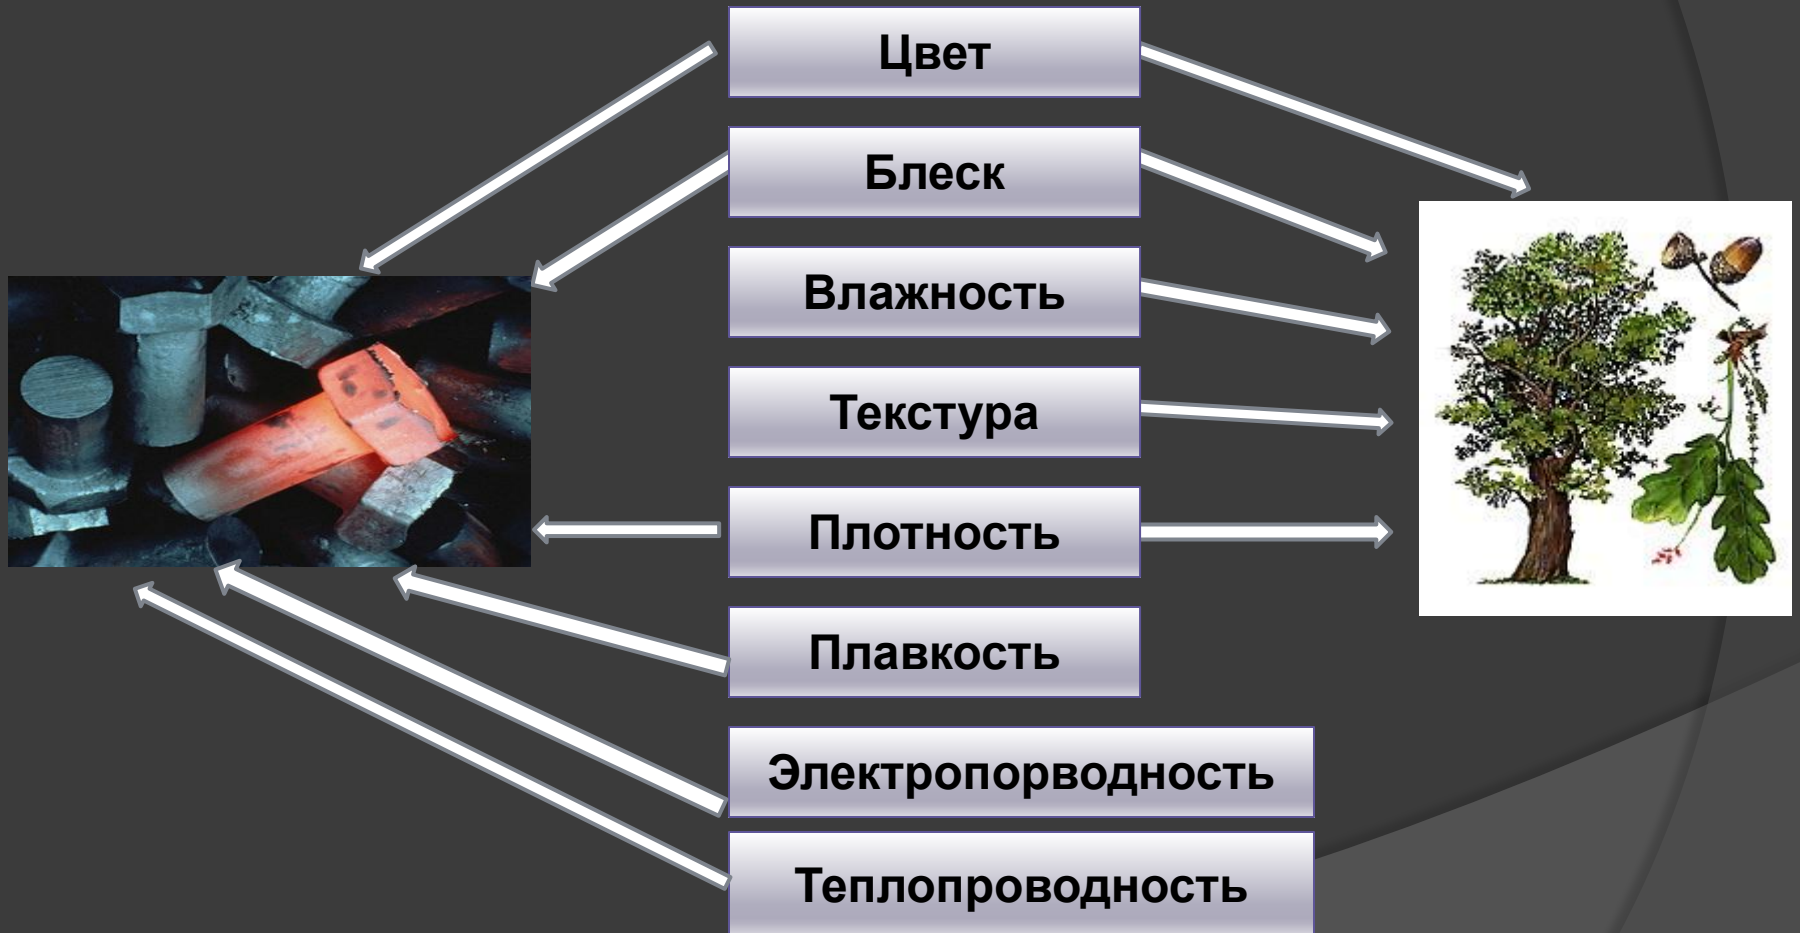 Цвет
Блеск
Влажность
Текстура
Плотность
Плавкость
Электропорводность
Теплопроводность